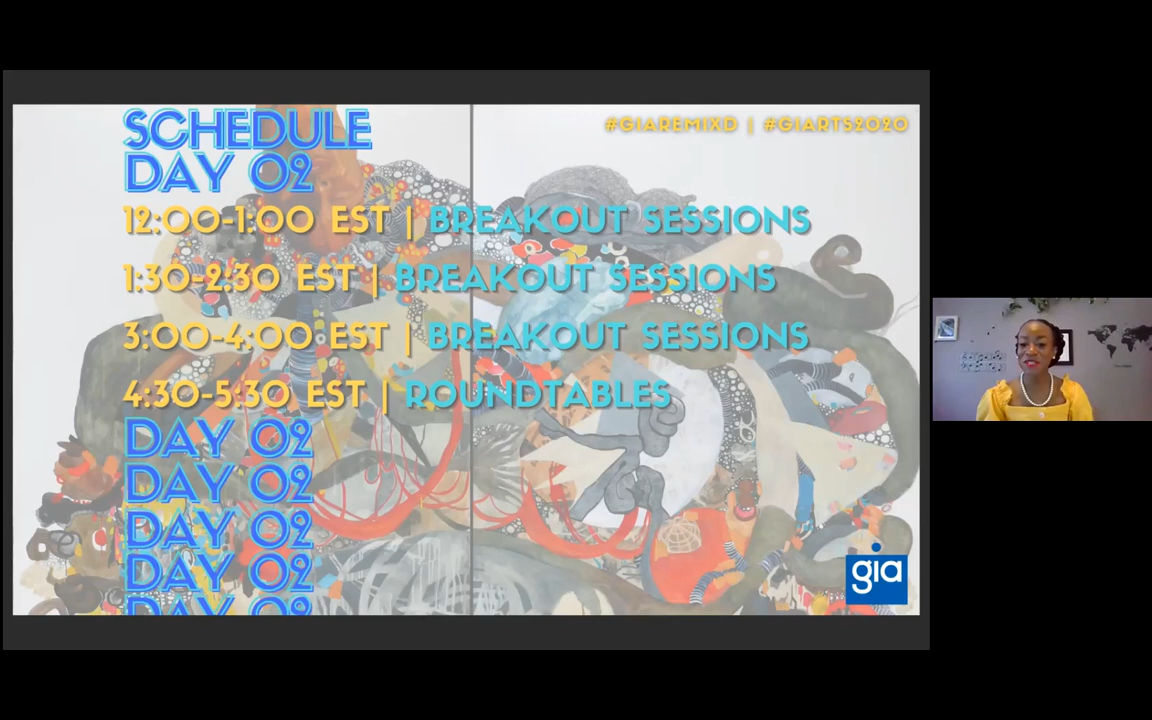 SCHEDULE
DAY 02
#GIAREMIXD | #GIARTS2020
12:00-1:00 EST | BREAKOUT SESSIONS
1:30-2:30 EST | BREAKOUT SESSIONS
3:00-4:00 EST | BREAKOUT SESSIONS
4:30-5:30 EST | ROUNDTABLES
DAY 02
DAY 02
DAY 02
DAY 02
DAY 02
gia